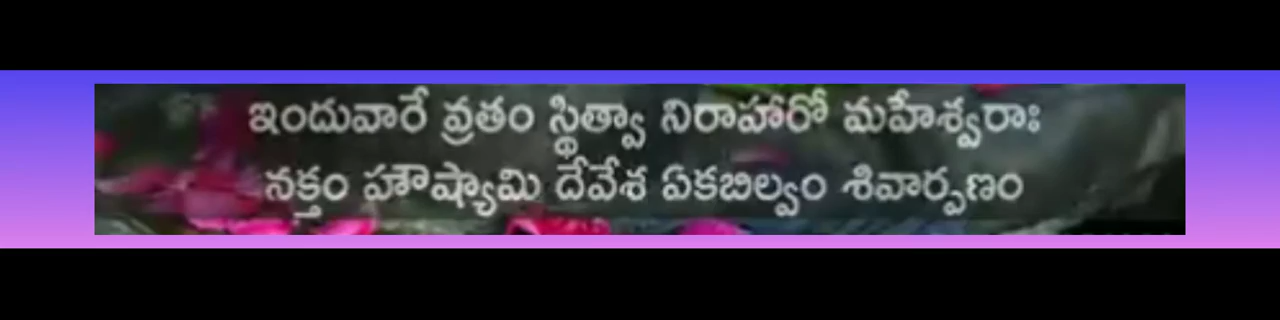 ఇందువారే వ్రతం స్థిత్వా నిరాహారో మహేశ్వరాః
నక్తం హౌష్యామి దేవేశ ఏకబిల్వం శివార్పణం